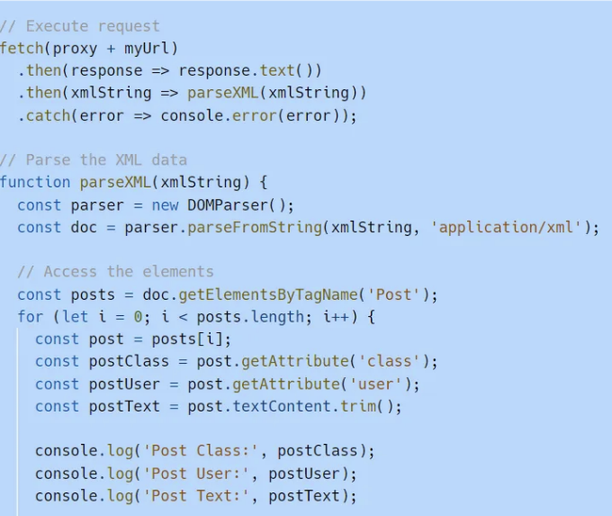 // Execute request
fetch(proxy + myUrl)
  .then(response => response.text())
  .then(xmlString => parseXML(xmlString))
  .catch(error => console.error(error));

// Parse the XML data
function parseXML(xmlString) {
  const parser = new DOMParser();
  const doc = parser.parseFromString(xmlString, 'application/xml');

  // Access the elements
  const posts = doc.getElementsByTagName('Post');
  for (let i = 0; i < posts.length; i++) {
    const post = posts[i];
    const postClass = post.getAttribute('class');
    const postUser = post.getAttribute('user');
    const postText = post.textContent.trim();

    console.log('Post Class:', postClass);
    console.log('Post User:', postUser);
    console.log('Post Text:', postText);